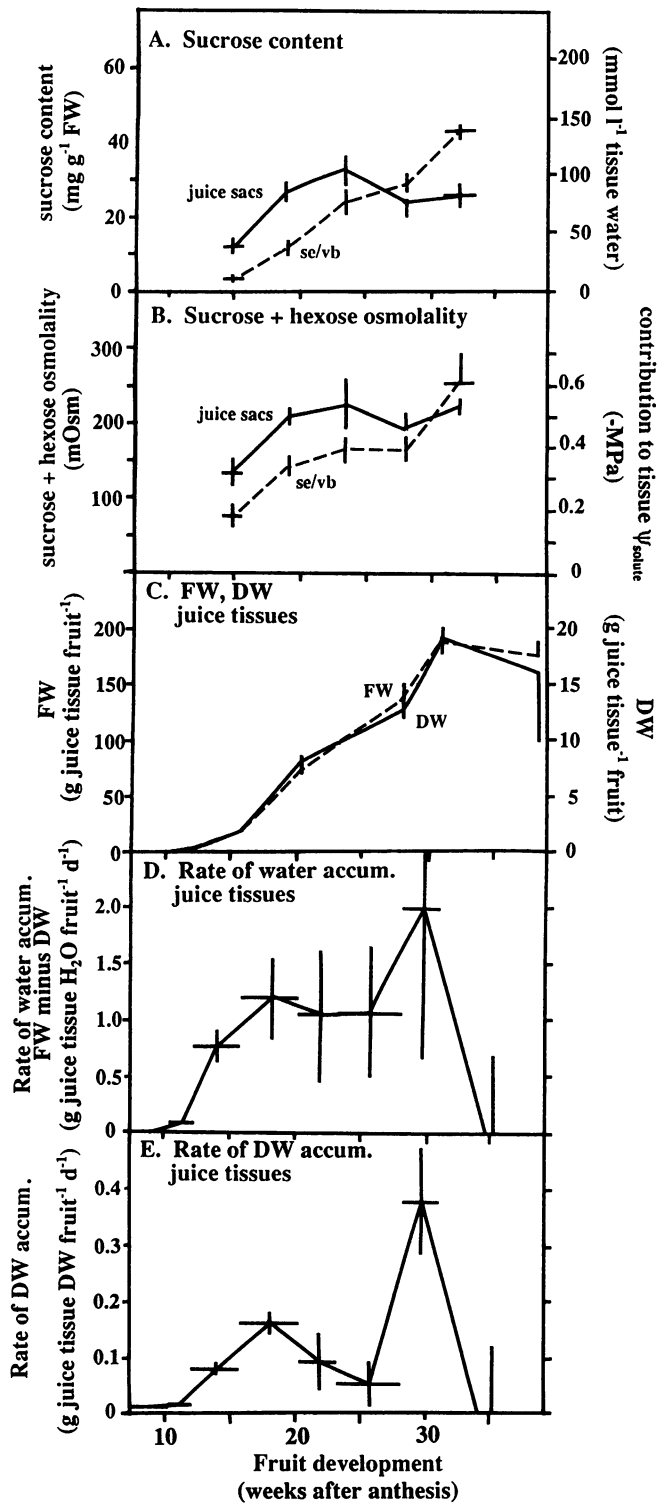 A. Sucrose content
60
40
20
0
sucrose content
(mg g⁻¹ FW)
200
150
100
50
0
(mmol l⁻¹ tissue water)
juice sacs
se/vb
B. Sucrose + hexose osmolality
300
200
100
sucrose + hexose osmolality
(mOsm)
0.6
0.4
0.2
0
contribution to tissue ψsolute
(-MPa)
juice sacs
se/vb
C. FW, DW
juice tissues
200
150
100
50
0
FW
(g juice tissue fruit⁻¹)
20
15
10
5
0
DW
(g juice tissue⁻¹ fruit)
FW
DW
D. Rate of water accum.
juice tissues
2.0
1.5
1.0
0.5
0
Rate of water accum.
FW minus DW
(g juice tissue H₂O fruit⁻¹ d⁻¹)
E. Rate of DW accum.
juice tissues
0.4
0.3
0.2
0.1
0
Rate of DW accum.
(g juice tissue DW fruit⁻¹ d⁻¹)
10 20 30
Fruit development
(weeks after anthesis)